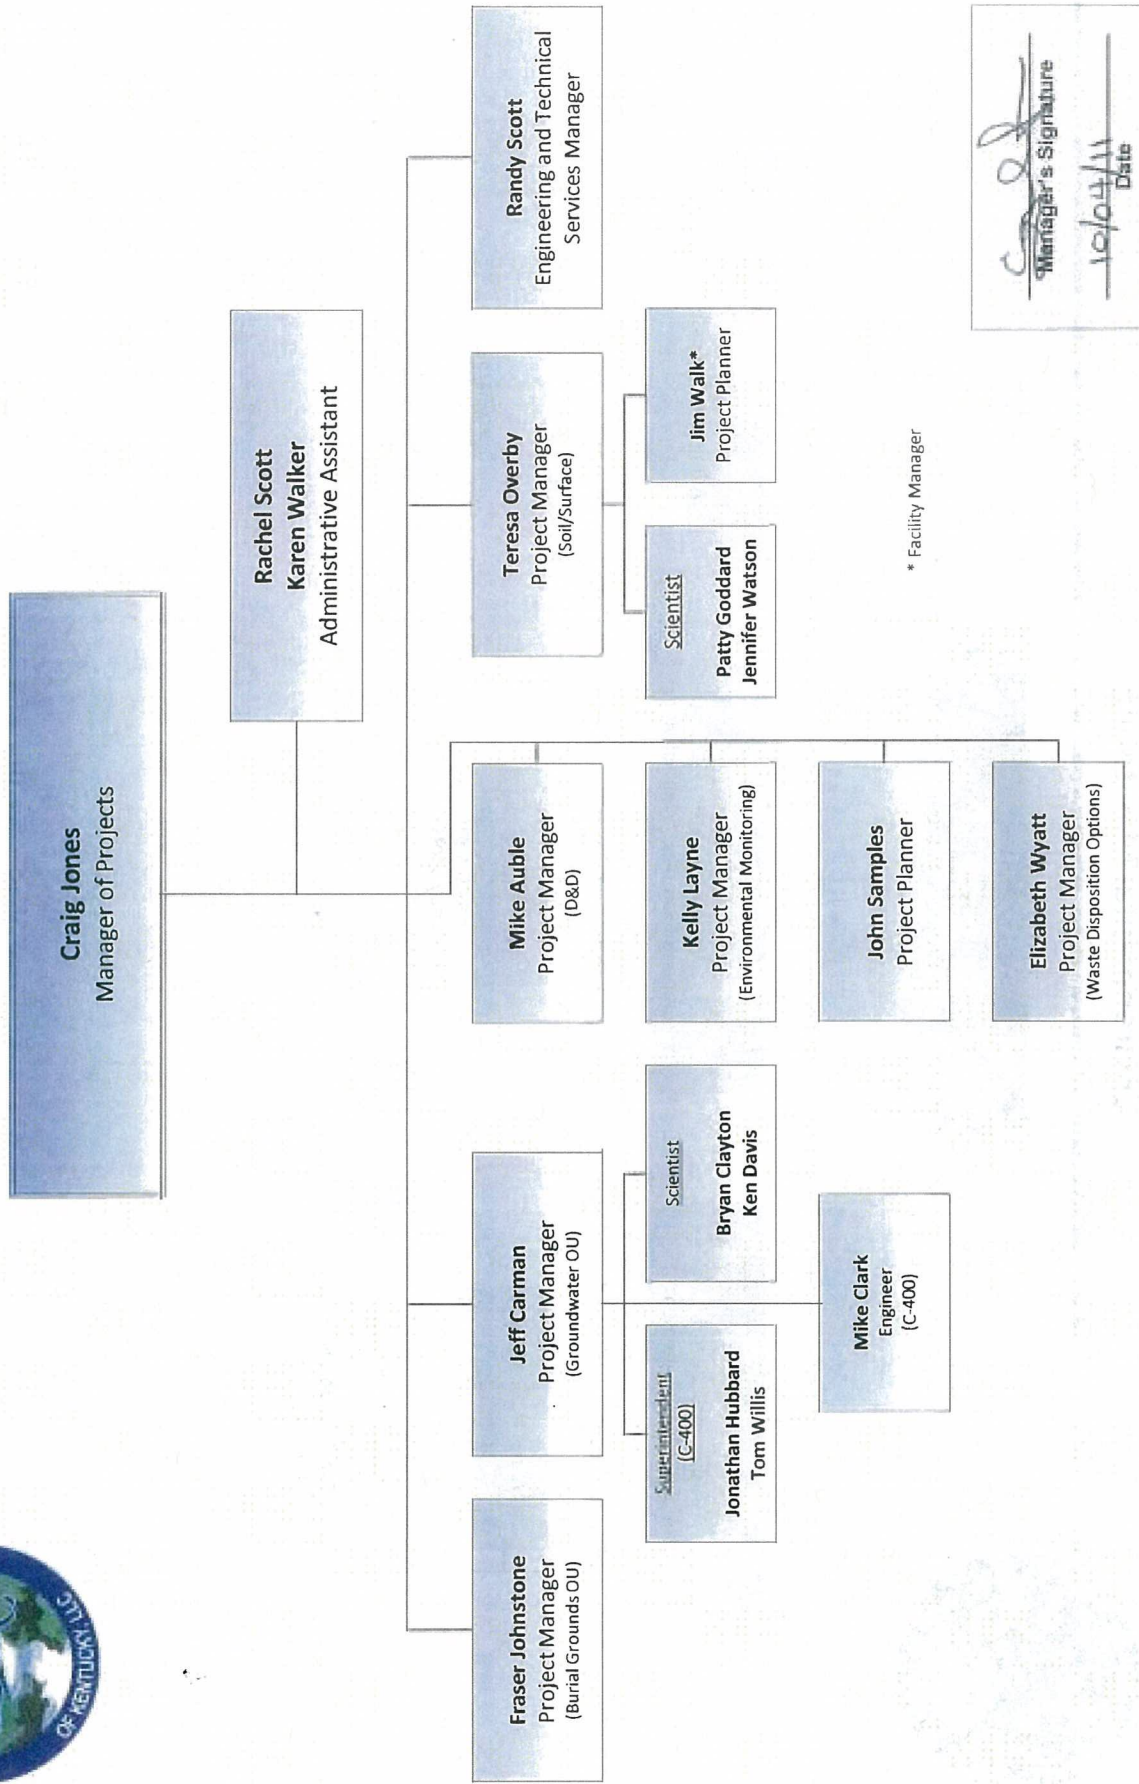 OF KENTUCKY, LLC
Craig Jones
Manager of Projects
Rachel Scott
Karen Walker
Administrative Assistant
Fraser Johnstone
Project Manager
(Burial Grounds OU)
Jeff Carman
Project Manager
(Groundwater OU)
Mike Auble
Project Manager
(D&D)
Teresa Overby
Project Manager
(Soil/Surface)
Randy Scott
Engineering and Technical
Services Manager
Superintendent
(C-400)
Jonathan Hubbard
Tom Willis
Scientist
Bryan Clayton
Ken Davis
Kelly Layne
Project Manager
(Environmental Monitoring)
Scientist
Patty Goddard
Jennifer Watson
Jim Walk*
Project Planner
Mike Clark
Engineer
(C-400)
John Samples
Project Planner
Elizabeth Wyatt
Project Manager
(Waste Disposition Options)
* Facility Manager
Manager's Signature
10/04/11
Date